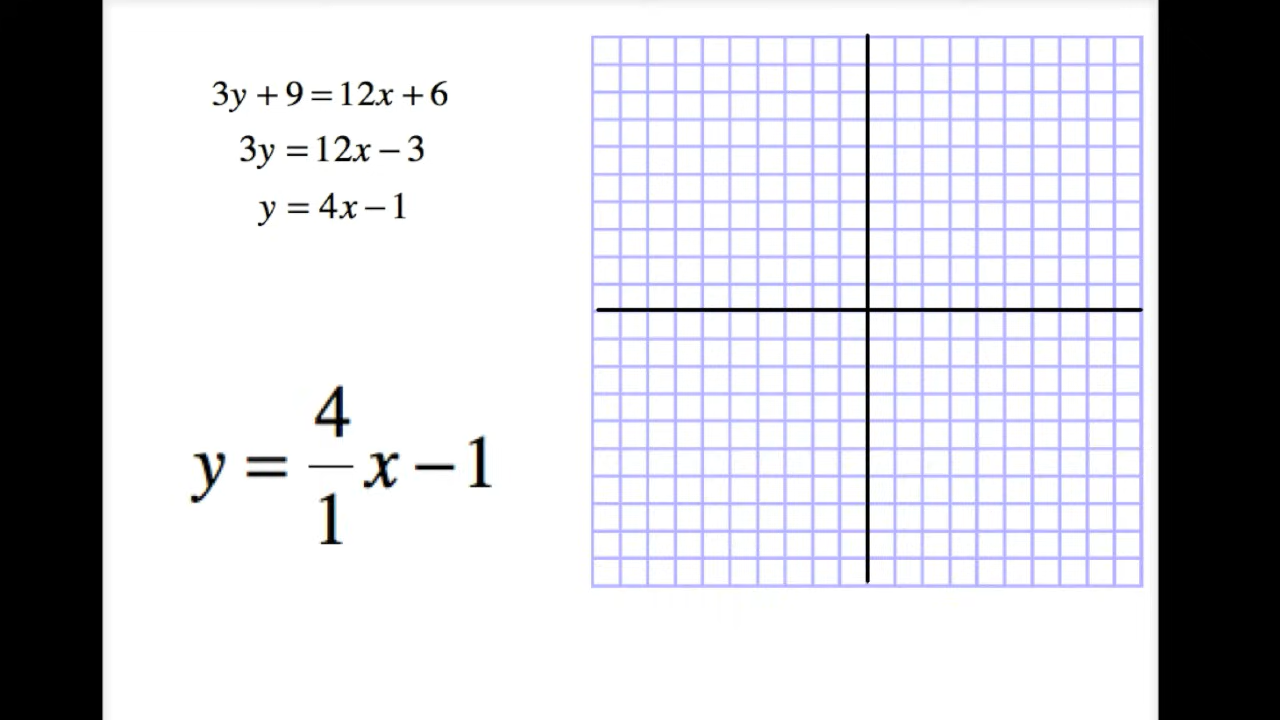 3y + 9 = 12x + 6
3y = 12x − 3
y = 4x − 1
y = 4/1 x − 1